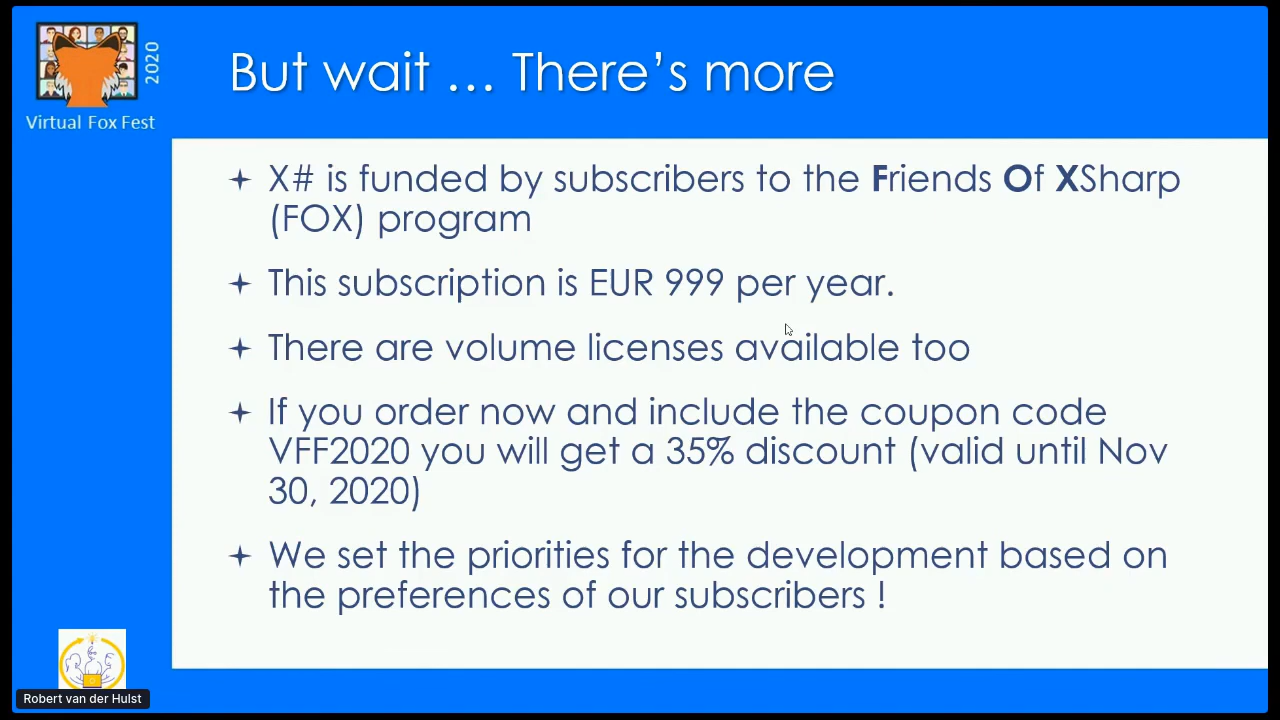 2020
Virtual Fox Fest
But wait … There’s more
X# is funded by subscribers to the Friends Of XSharp
(FOX) program
This subscription is EUR 999 per year.
There are volume licenses available too
If you order now and include the coupon code
VFF2020 you will get a 35% discount (valid until Nov
30, 2020)
We set the priorities for the development based on
the preferences of our subscribers !
Robert van der Hulst